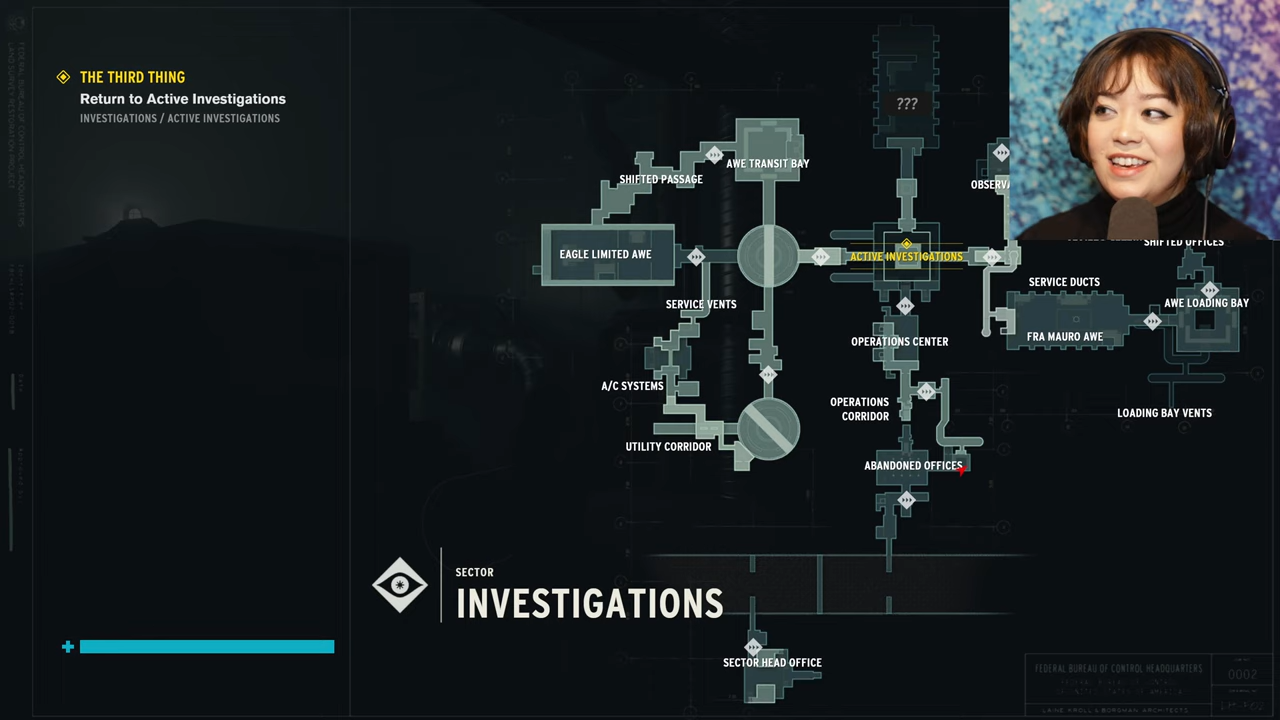 THE THIRD THING
Return to Active Investigations
INVESTIGATIONS / ACTIVE INVESTIGATIONS
???
AWE TRANSIT BAY
SHIFTED PASSAGE
OBSERVA
EAGLE LIMITED AWE
ACTIVE INVESTIGATIONS
SHIFTED OFFICES
SERVICE DUCTS
SERVICE VENTS
AWE LOADING BAY
FRA MAURO AWE
OPERATIONS CENTER
A/C SYSTEMS
OPERATIONS
CORRIDOR
LOADING BAY VENTS
UTILITY CORRIDOR
ABANDONED OFFICES
SECTOR
INVESTIGATIONS
SECTOR HEAD OFFICE
FEDERAL BUREAU OF CONTROL HEADQUARTERS
0002
LAINE KROLL & BORGMAN ARCHITECTS